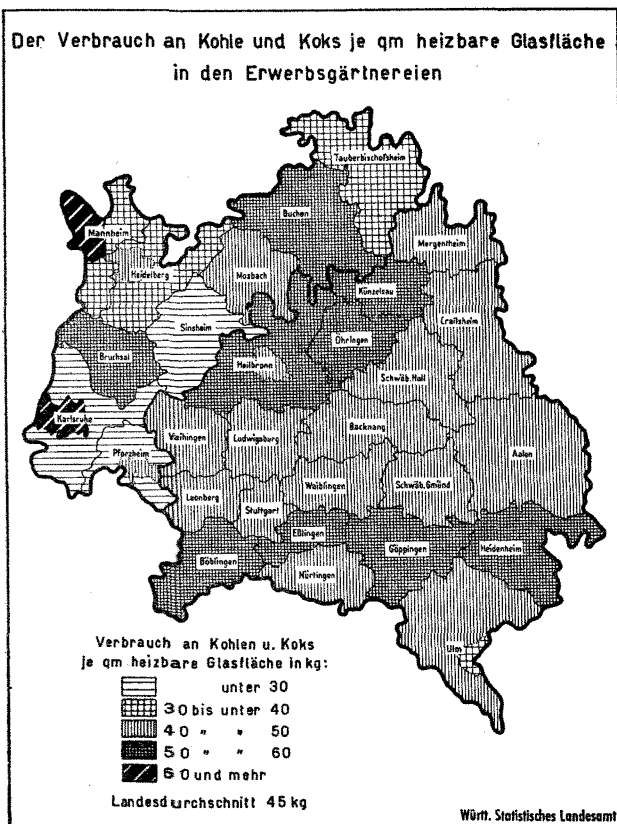 Der Verbrauch an Kohle und Koks je qm heizbare Glasfläche
in den Erwerbsgärtnereien
Tauberbischofsheim
Buchen
Mannheim
Mergentheim
Heidelberg
Mosbach
Künzelsau
Crailsheim
Sinsheim
Öhringen
Bruchsal
Heilbronn
Schwäb. Hall
Karlsruhe
Vaihingen
Ludwigsburg
Backnang
Aalen
Pforzheim
Leonberg
Stuttgart
Waiblingen
Schwäb. Gmünd
Eßlingen
Böblingen
Göppingen
Heidenheim
Nürtingen
Ulm
Verbrauch an Kohlen u. Koks
je qm heizbare Glasfläche in kg:
unter 30
30 bis unter 40
40 " " 50
50 " " 60
60 und mehr
Landesdurchschnitt 45 kg
Württ. Statistisches Landesamt